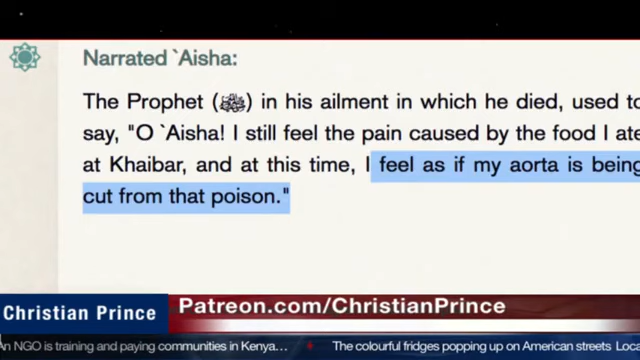 Narrated `Aisha:
The Prophet (ﷺ) in his ailment in which he died, used to
say, "O `Aisha! I still feel the pain caused by the food I ate
at Khaibar, and at this time, I feel as if my aorta is being
cut from that poison."
Christian Prince
Patreon.com/ChristianPrince
An NGO is training and paying communities in Kenya...
The colourful fridges popping up on American streets